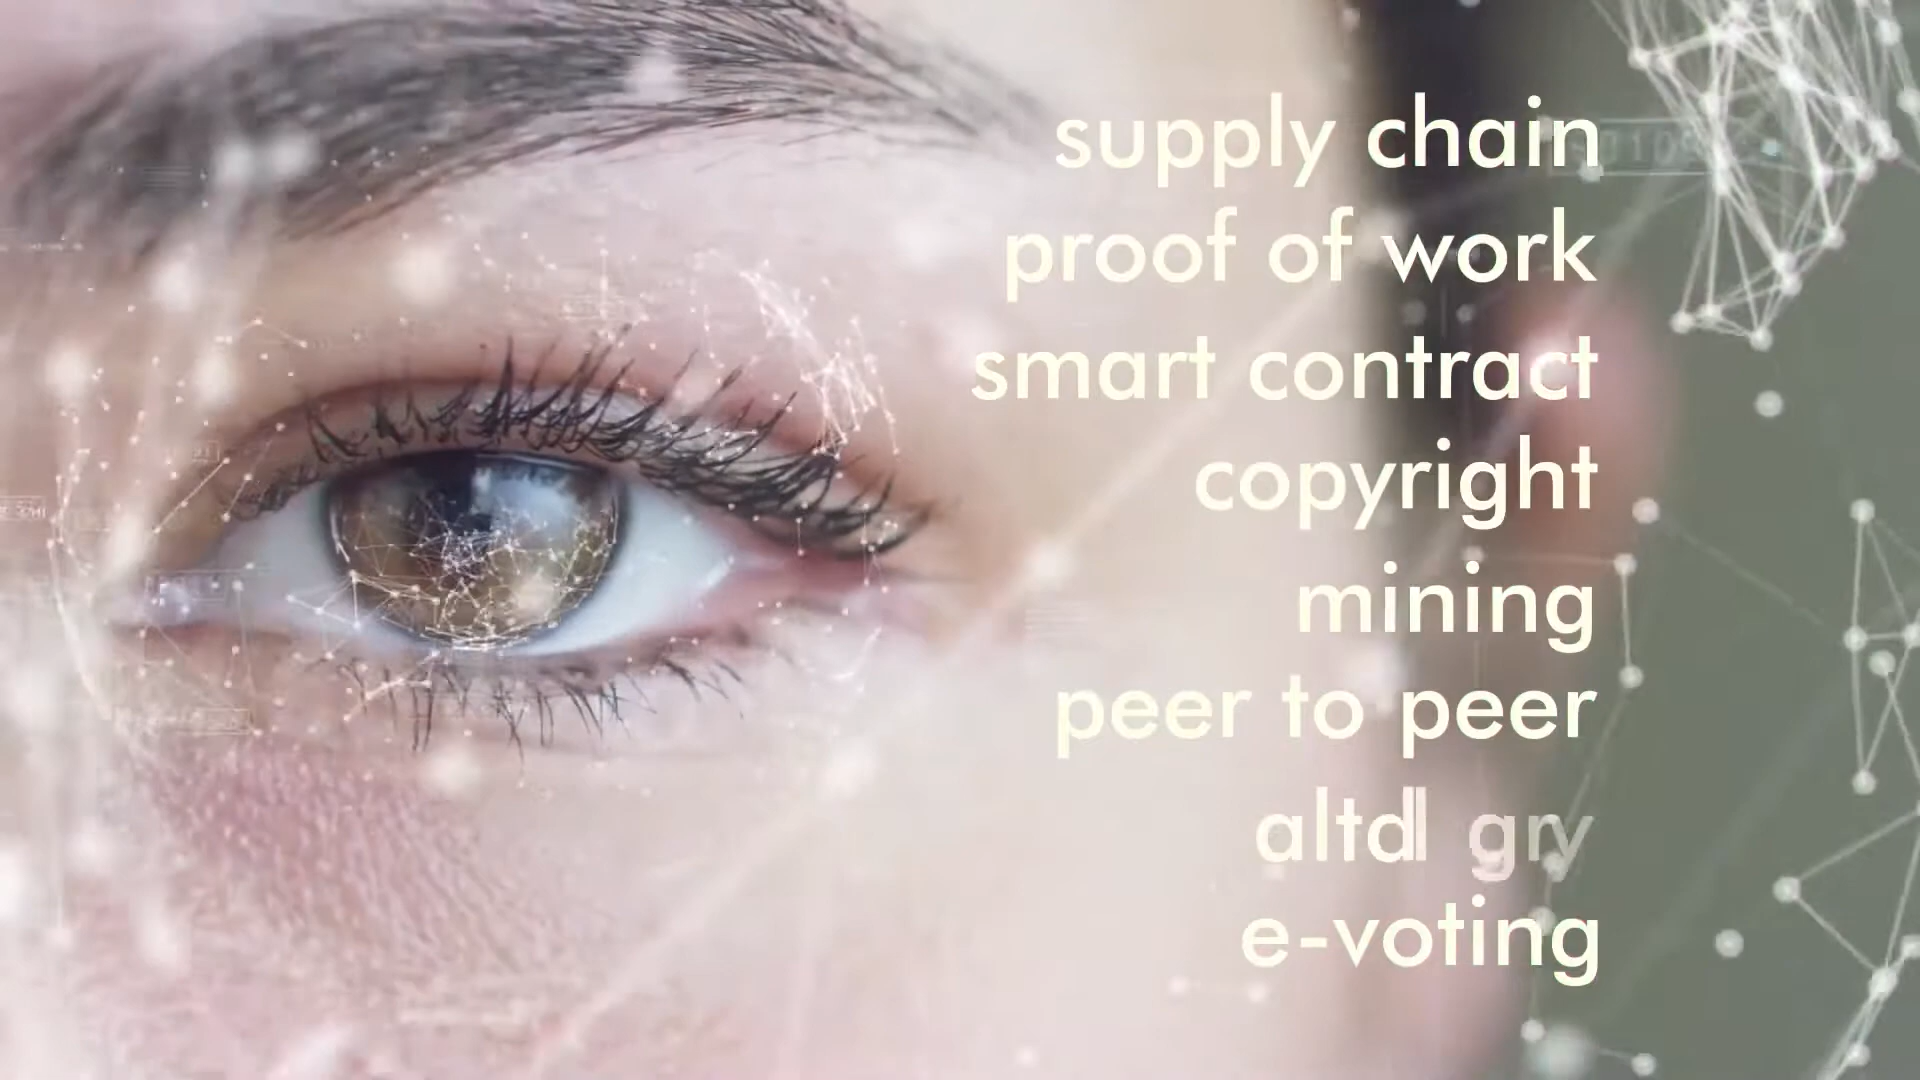 supply chain
proof of work
smart contract
copyright
mining
peer to peer
e-voting